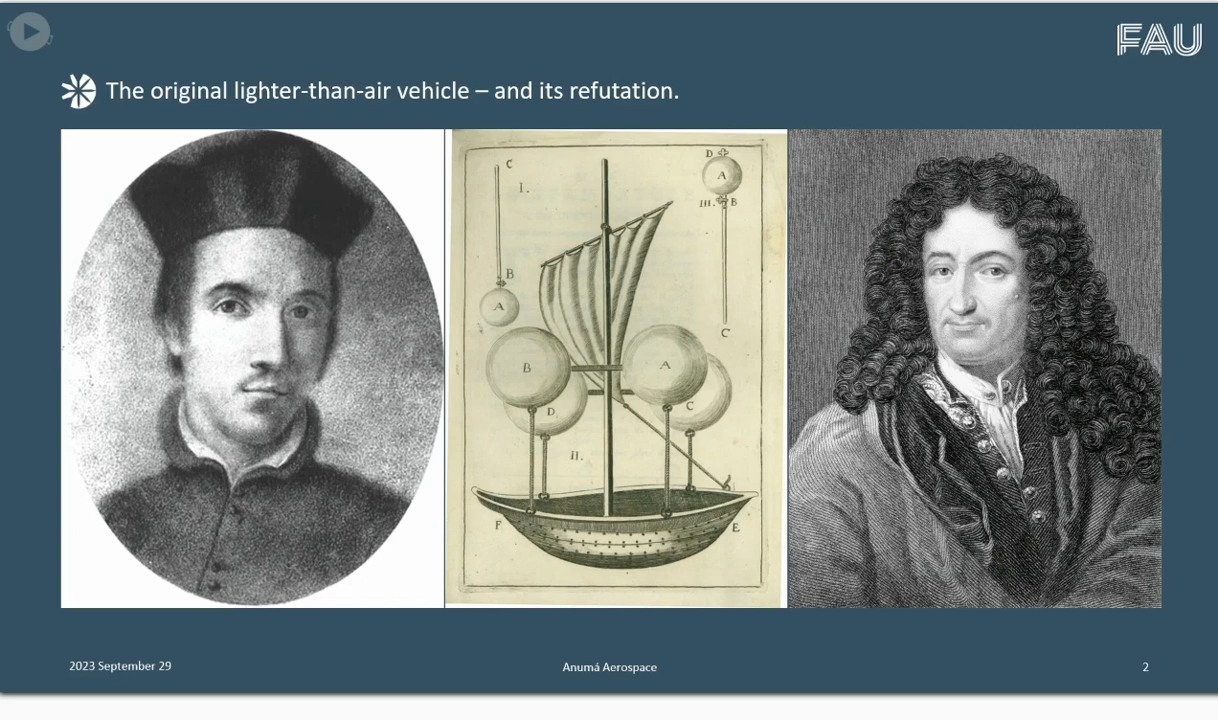 FAU
The original lighter-than-air vehicle – and its refutation.
C
I.
B
A
D
A
III. B
C
B
A
D
C
II.
F
E
2023 September 29
Anumá Aerospace
2